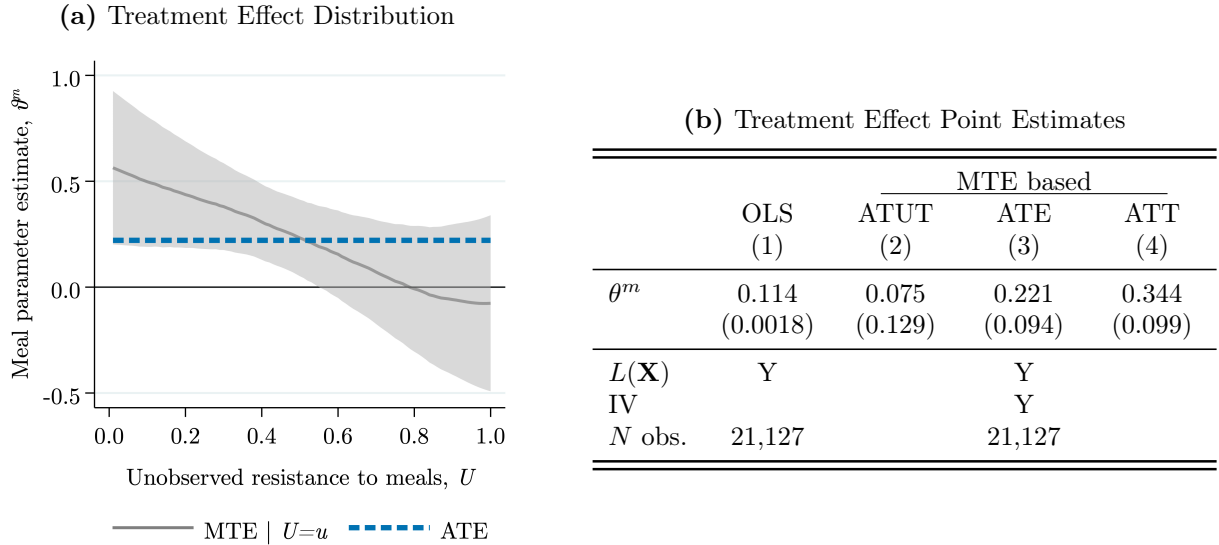 (a) Treatment Effect Distribution
Meal parameter estimate, ϑ^m
1.0
0.5
0.0
-0.5
0.0 0.2 0.4 0.6 0.8 1.0
Unobserved resistance to meals, U
MTE | U=u ATE
(b) Treatment Effect Point Estimates
MTE based
OLS ATUT ATE ATT
(1) (2) (3) (4)
θ^m 0.114 0.075 0.221 0.344
(0.0018) (0.129) (0.094) (0.099)
L(X) Y Y
IV Y
N obs. 21,127 21,127